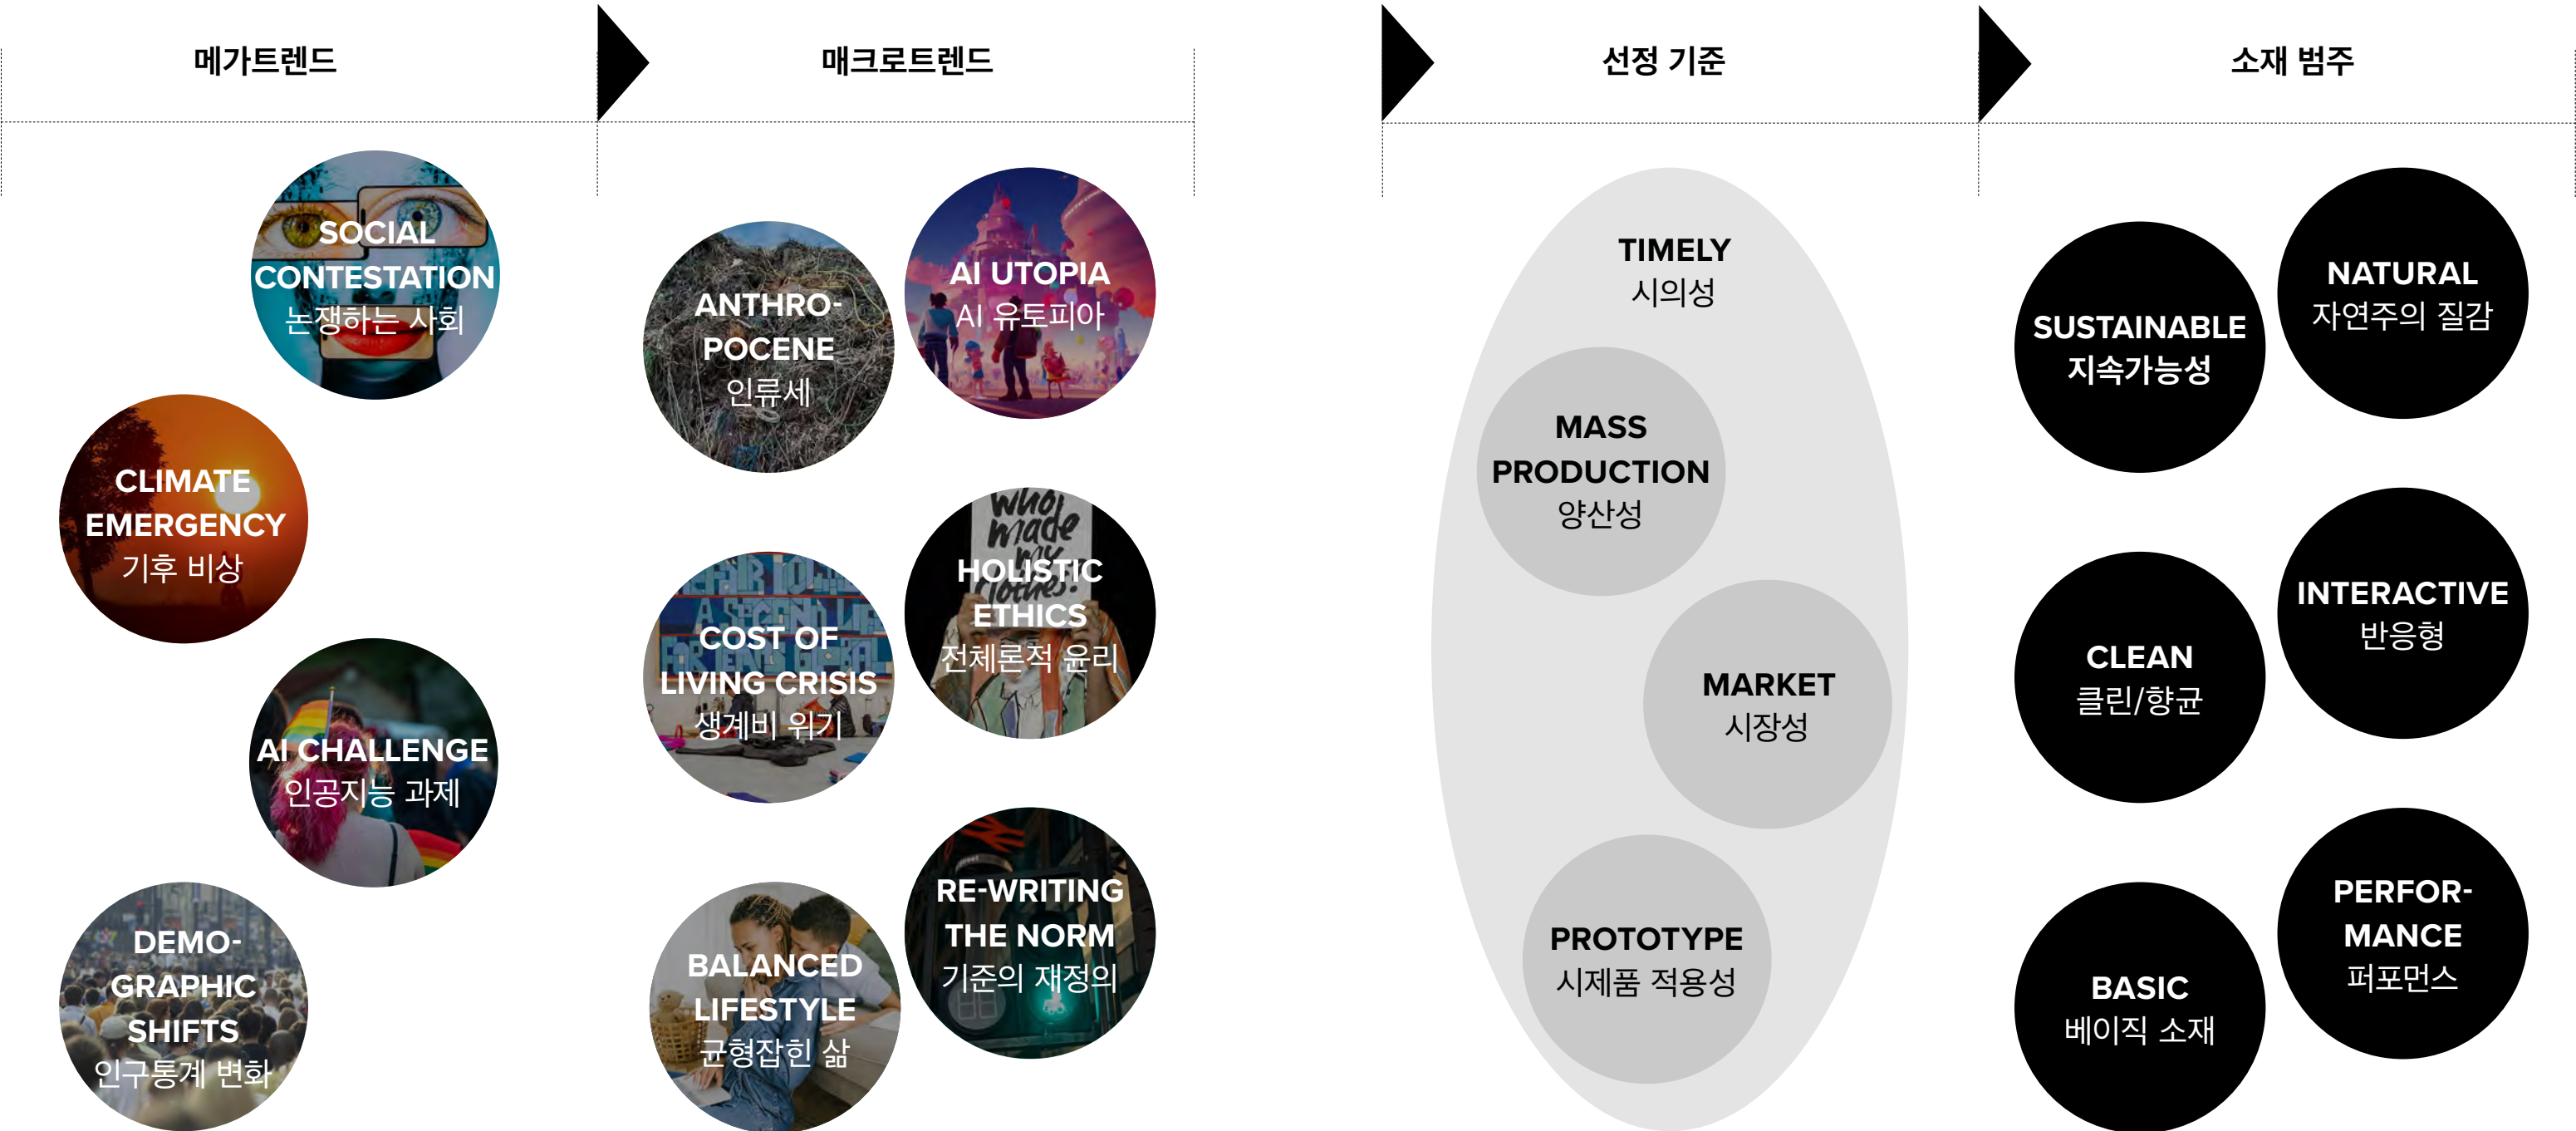 메가트렌드
매크로트렌드
선정 기준
소재 범주
SOCIAL
CONTESTATION
논쟁하는 사회
CLIMATE
EMERGENCY
기후 비상
AI CHALLENGE
인공지능 과제
DEMO-
GRAPHIC
SHIFTS
인구통계 변화
ANTHRO-
POCENE
인류세
AI UTOPIA
AI 유토피아
COST OF
LIVING CRISIS
생계비 위기
who
made
my
clothes?
HOLISTIC
ETHICS
전체론적 윤리
BALANCED
LIFESTYLE
균형잡힌 삶
RE-WRITING
THE NORM
기준의 재정의
TIMELY
시의성
MASS
PRODUCTION
양산성
MARKET
시장성
PROTOTYPE
시제품 적용성
SUSTAINABLE
지속가능성
NATURAL
자연주의 질감
CLEAN
클린/향균
INTERACTIVE
반응형
BASIC
베이직 소재
PERFOR-
MANCE
퍼포먼스